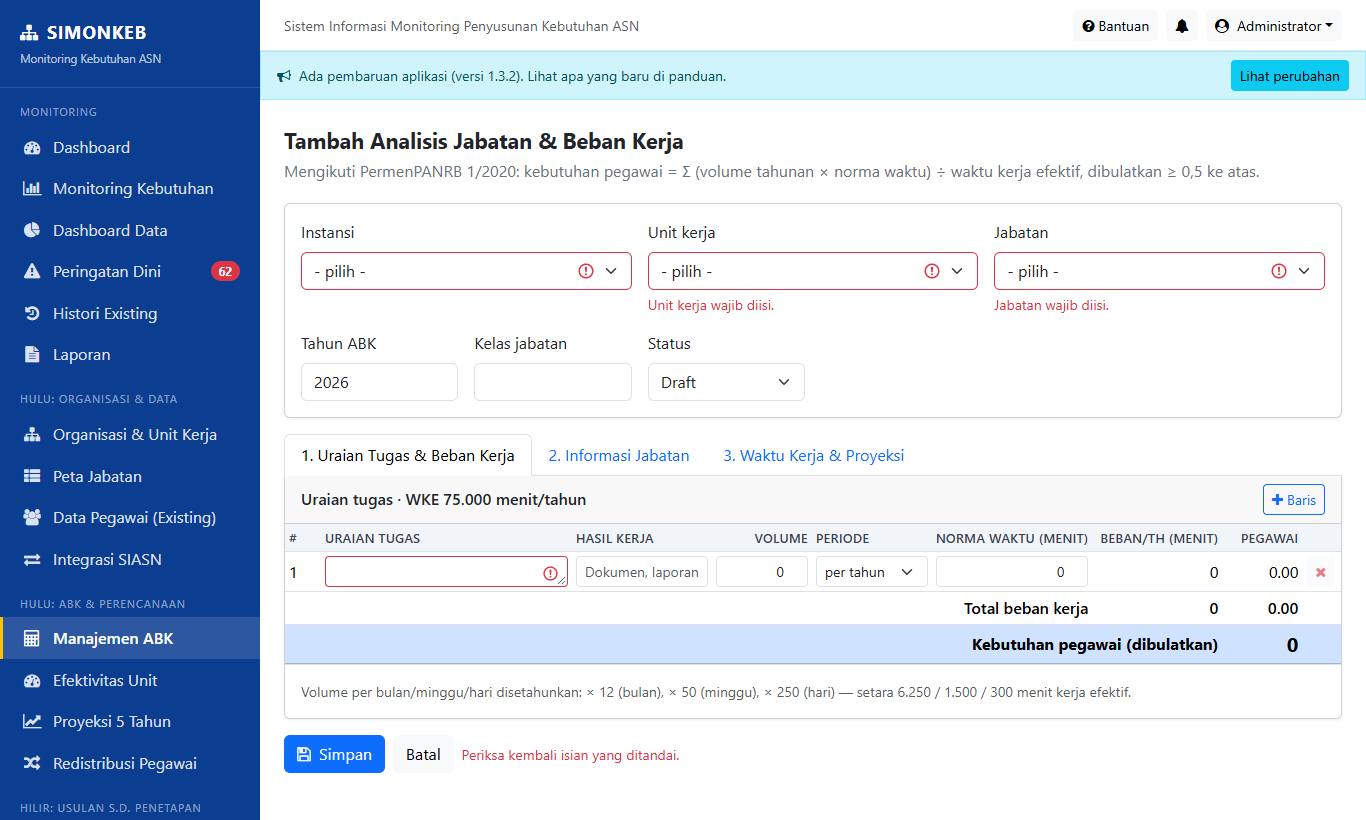 SIMONKEB
Monitoring Kebutuhan ASN
MONITORING
Dashboard
Monitoring Kebutuhan
Dashboard Data
Peringatan Dini 62
Histori Existing
Laporan
HULU: ORGANISASI & DATA
Organisasi & Unit Kerja
Peta Jabatan
Data Pegawai (Existing)
Integrasi SIASN
HULU: ABK & PERENCANAAN
Manajemen ABK
Efektivitas Unit
Proyeksi 5 Tahun
Redistribusi Pegawai
HILIR: USULAN S.D. PENETAPAN
Sistem Informasi Monitoring Penyusunan Kebutuhan ASN Bantuan Administrator
Ada pembaruan aplikasi (versi 1.3.2). Lihat apa yang baru di panduan. Lihat perubahan
Tambah Analisis Jabatan & Beban Kerja
Mengikuti PermenPANRB 1/2020: kebutuhan pegawai = Σ (volume tahunan × norma waktu) ÷ waktu kerja efektif, dibulatkan ≥ 0,5 ke atas.
Instansi Unit kerja Jabatan
- pilih - - pilih - - pilih -
Unit kerja wajib diisi. Jabatan wajib diisi.
Tahun ABK Kelas jabatan Status
2026 Draft
1. Uraian Tugas & Beban Kerja 2. Informasi Jabatan 3. Waktu Kerja & Proyeksi
Uraian tugas · WKE 75.000 menit/tahun Baris
# URAIAN TUGAS HASIL KERJA VOLUME PERIODE NORMA WAKTU (MENIT) BEBAN/TH (MENIT) PEGAWAI
1 Dokumen, laporan 0 per tahun 0 0 0.00
Total beban kerja 0 0.00
Kebutuhan pegawai (dibulatkan) 0
Volume per bulan/minggu/hari disetahunkan: × 12 (bulan), × 50 (minggu), × 250 (hari) — setara 6.250 / 1.500 / 300 menit kerja efektif.
Simpan Batal Periksa kembali isian yang ditandai.